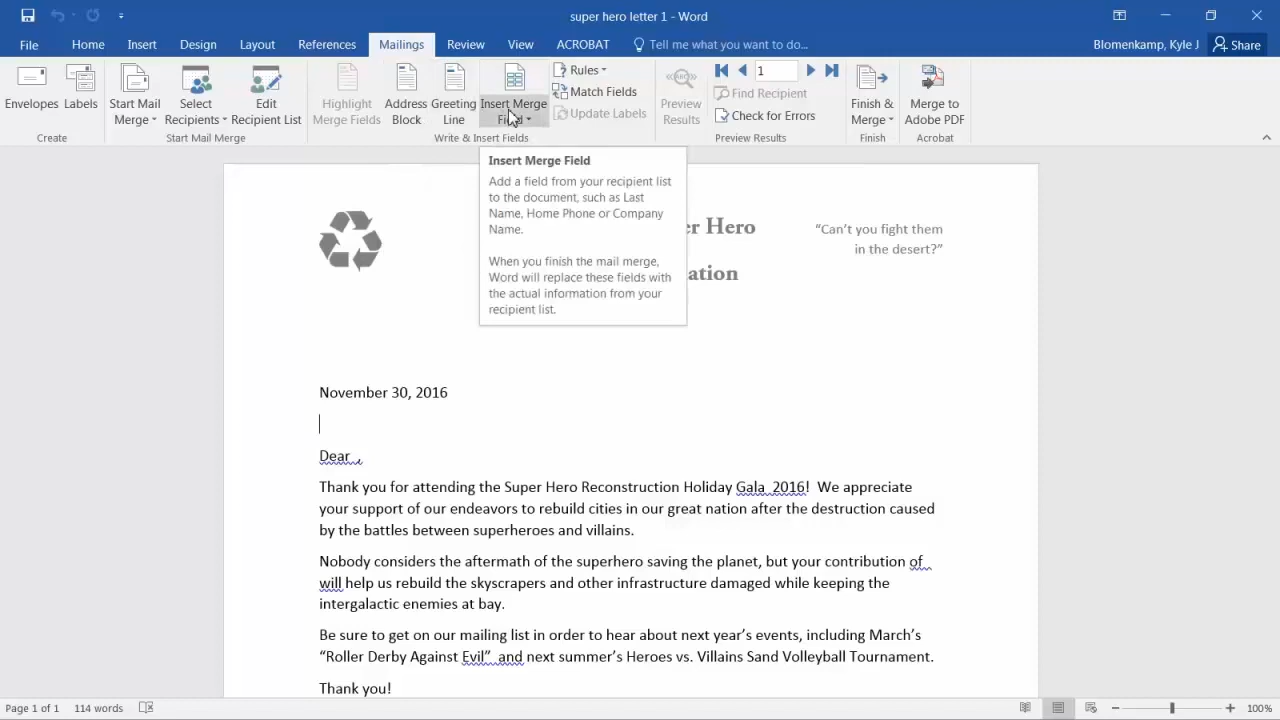 super hero letter 1 - Word
File Home Insert Design Layout References Mailings Review View ACROBAT Tell me what you want to do... Blomenkamp, Kyle J Share
Envelopes Labels
Create
Start Mail Merge
Select Recipients
Edit Recipient List
Start Mail Merge
Highlight Merge Fields
Address Block
Greeting Line
Insert Merge Field
Rules
Match Fields
Update Labels
Write & Insert Fields
Preview Results
1
Find Recipient
Check for Errors
Preview Results
Finish & Merge
Finish
Merge to Adobe PDF
Acrobat
Insert Merge Field
Add a field from your recipient list
to the document, such as Last
Name, Home Phone or Company
Name.
When you finish the mail merge,
Word will replace these fields with
the actual information from your
recipient list.
er Hero
ation
“Can’t you fight them
in the desert?”
November 30, 2016
Dear ,
Thank you for attending the Super Hero Reconstruction Holiday Gala 2016! We appreciate
your support of our endeavors to rebuild cities in our great nation after the destruction caused
by the battles between superheroes and villains.
Nobody considers the aftermath of the superhero saving the planet, but your contribution of
will help us rebuild the skyscrapers and other infrastructure damaged while keeping the
intergalactic enemies at bay.
Be sure to get on our mailing list in order to hear about next year’s events, including March’s
“Roller Derby Against Evil” and next summer’s Heroes vs. Villains Sand Volleyball Tournament.
Thank you!
Page 1 of 1 114 words 100%